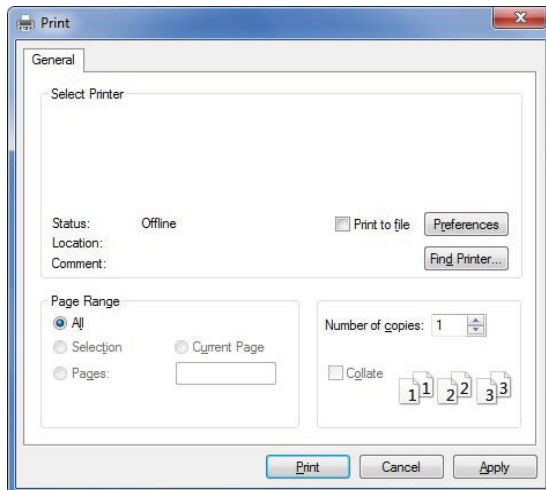 Print
General
Select Printer
Status: Offline
Location:
Comment:
Print to file
Preferences
Find Printer...
Page Range
All
Selection
Current Page
Pages:
Number of copies: 1
Collate
1 1 2 2 3 3
Print Cancel Apply